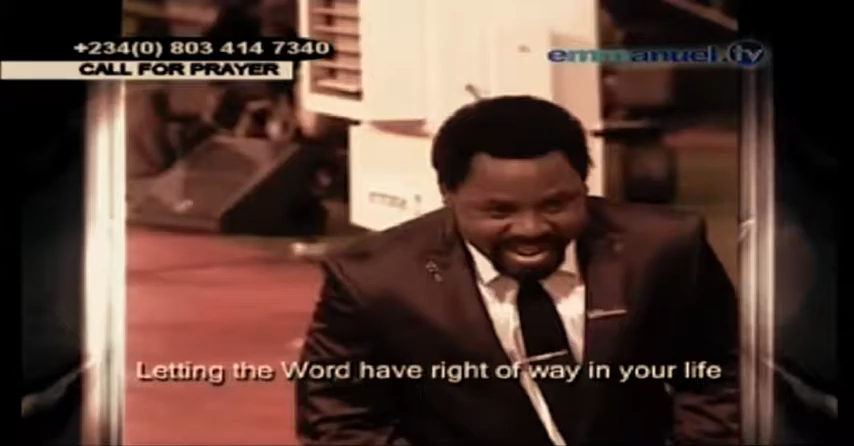 +234(0) 803 414 7340
emmanuel.tv
CALL FOR PRAYER
Letting the Word have right of way in your life